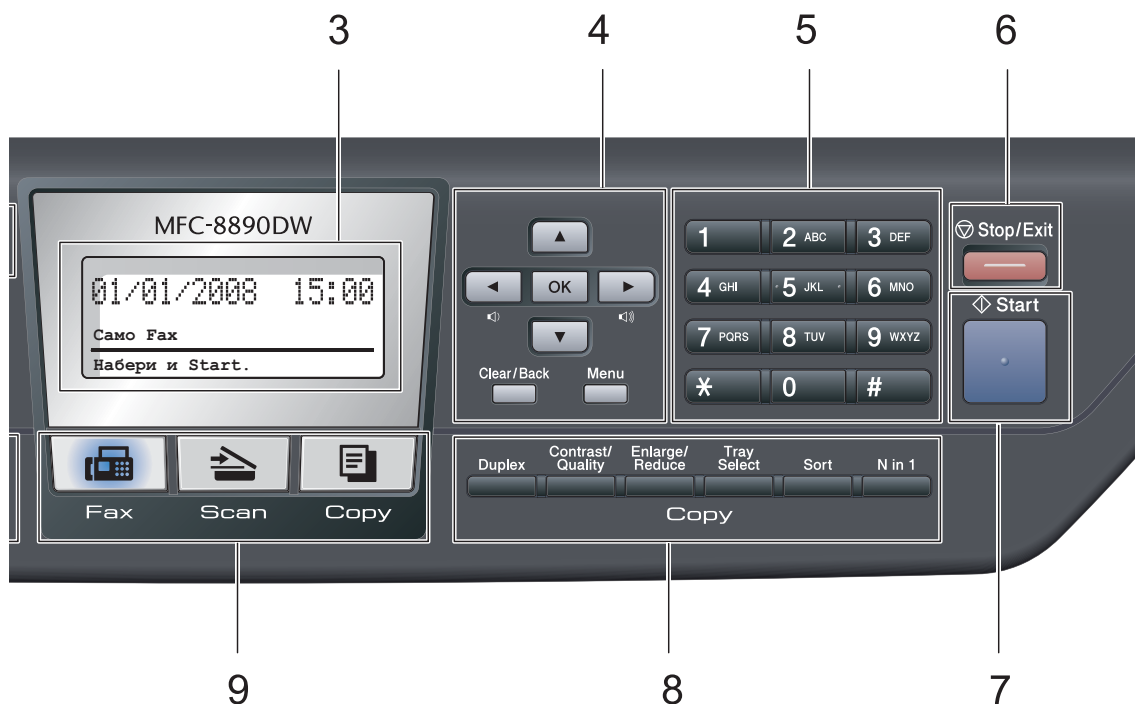 3 4 5 6
MFC-8890DW
01/01/2008 15:00
Само Fax
Набери и Start.
Fax Scan Copy
OK
Clear/Back Menu
1 2 ABC 3 DEF
4 GHI 5 JKL 6 MNO
7 PQRS 8 TUV 9 WXYZ
* 0 #
Stop/Exit
Start
Duplex Contrast/Quality Enlarge/Reduce Tray Select Sort N in 1
Copy
9 8 7